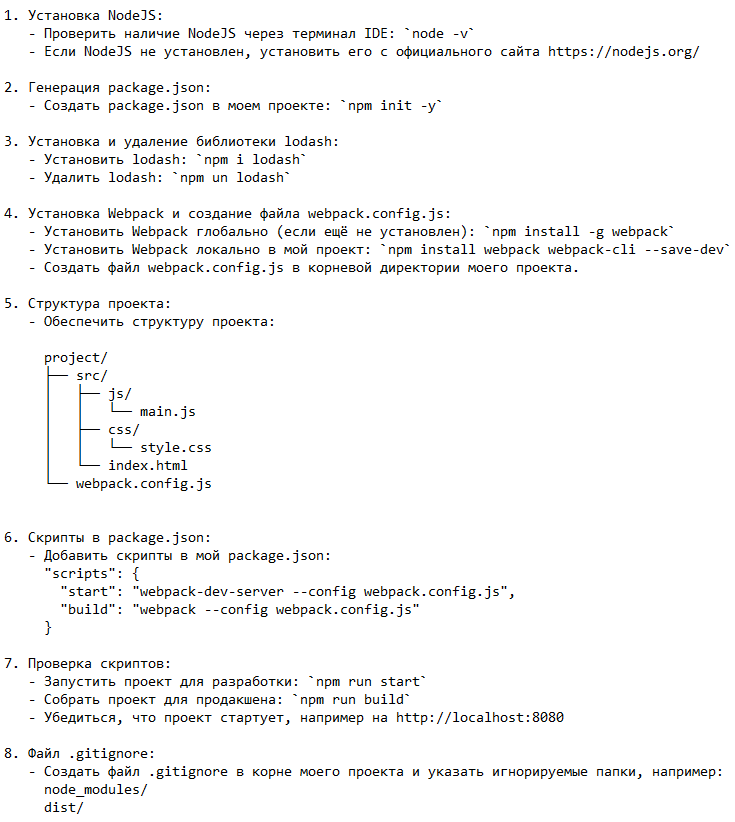 1. Установка NodeJS:
   - Проверить наличие NodeJS через терминал IDE: `node -v`
   - Если NodeJS не установлен, установить его с официального сайта https://nodejs.org/

2. Генерация package.json:
   - Создать package.json в моем проекте: `npm init -y`

3. Установка и удаление библиотеки lodash:
   - Установить lodash: `npm i lodash`
   - Удалить lodash: `npm un lodash`

4. Установка Webpack и создание файла webpack.config.js:
   - Установить Webpack глобально (если ещё не установлен): `npm install -g webpack`
   - Установить Webpack локально в мой проект: `npm install webpack webpack-cli --save-dev`
   - Создать файл webpack.config.js в корневой директории моего проекта.

5. Структура проекта:
   - Обеспечить структуру проекта:

     project/
     ├── src/
     │   ├── js/
     │   │   └── main.js
     │   ├── css/
     │   │   └── style.css
     │   └── index.html
     └── webpack.config.js

6. Скрипты в package.json:
   - Добавить скрипты в мой package.json:
     "scripts": {
       "start": "webpack-dev-server --config webpack.config.js",
       "build": "webpack --config webpack.config.js"
     }

7. Проверка скриптов:
   - Запустить проект для разработки: `npm run start`
   - Собрать проект для продакшена: `npm run build`
   - Убедиться, что проект стартует, например на http://localhost:8080

8. Файл .gitignore:
   - Создать файл .gitignore в корне моего проекта и указать игнорируемые папки, например:
     node_modules/
     dist/